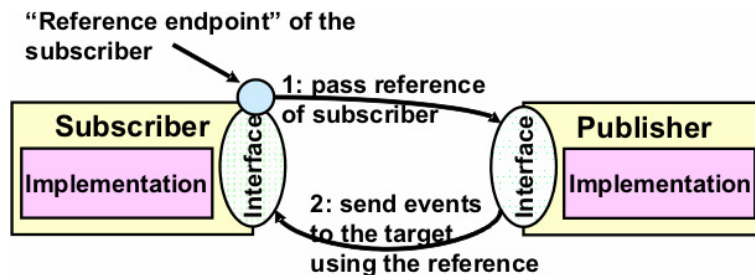 “Reference endpoint” of the
subscriber
1: pass reference
of subscriber
Subscriber
Implementation
Interface
Interface
Publisher
Implementation
2: send events
to the target
using the reference